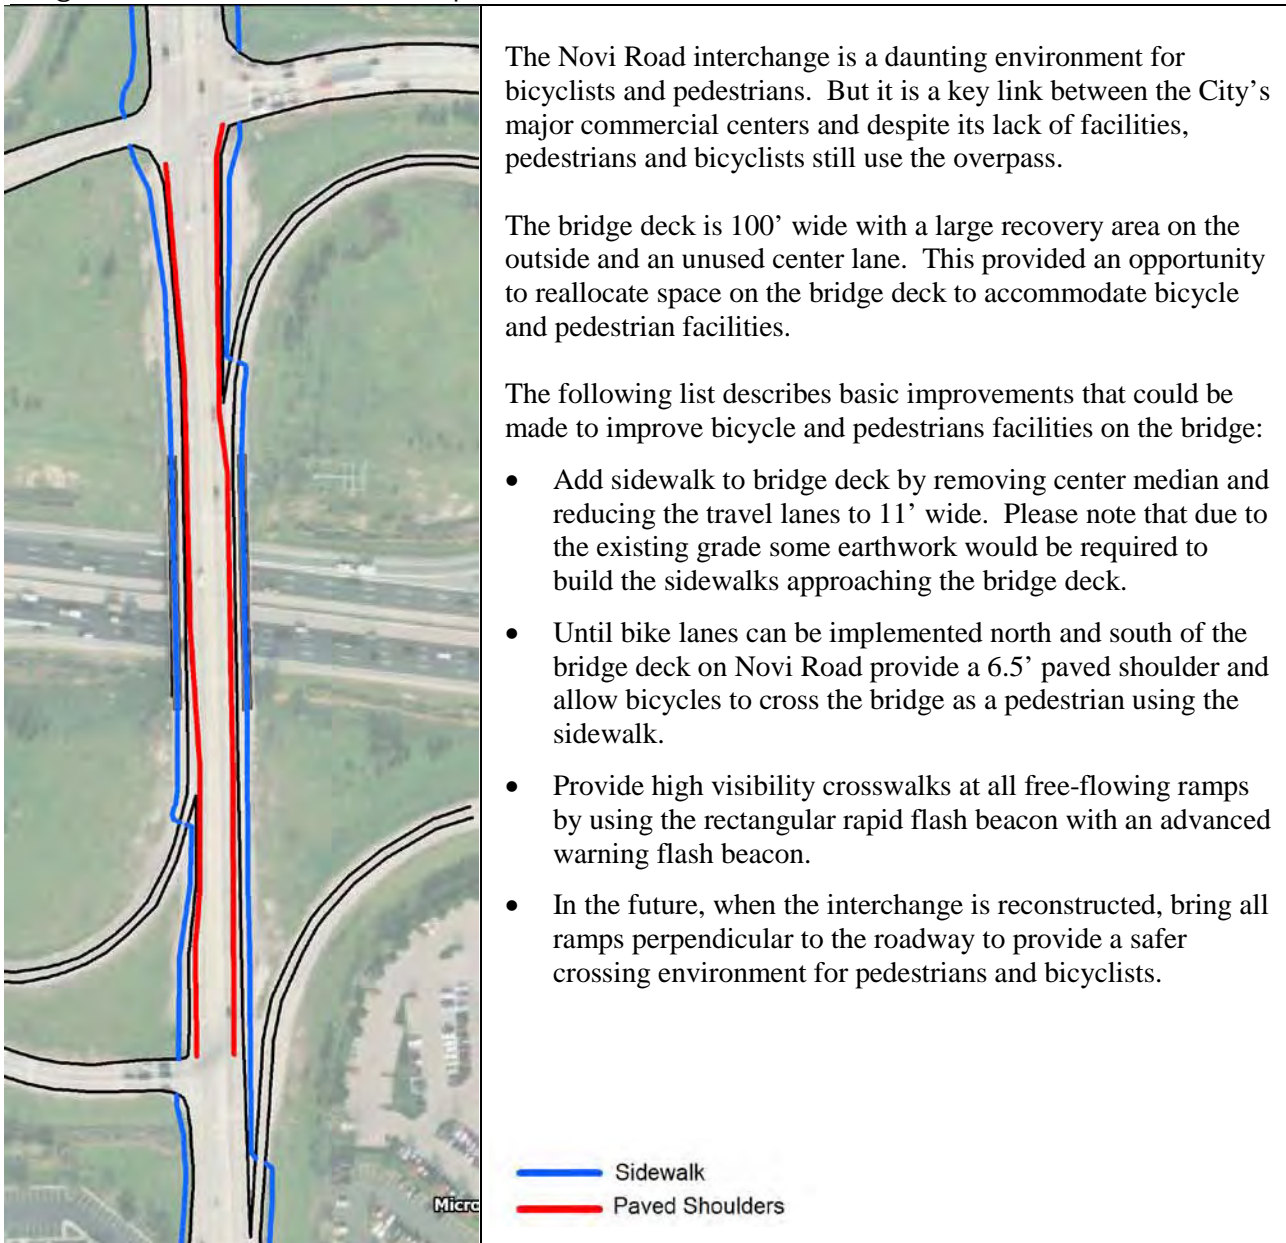 The Novi Road interchange is a daunting environment for
bicyclists and pedestrians. But it is a key link between the City's
major commercial centers and despite its lack of facilities,
pedestrians and bicyclists still use the overpass.
The bridge deck is 100' wide with a large recovery area on the
outside and an unused center lane. This provided an opportunity
to reallocate space on the bridge deck to accommodate bicycle
and pedestrian facilities.
The following list describes basic improvements that could be
made to improve bicycle and pedestrians facilities on the bridge:
• Add sidewalk to bridge deck by removing center median and
reducing the travel lanes to 11' wide. Please note that due to
the existing grade some earthwork would be required to
build the sidewalks approaching the bridge deck.
• Until bike lanes can be implemented north and south of the
bridge deck on Novi Road provide a 6.5' paved shoulder and
allow bicycles to cross the bridge as a pedestrian using the
sidewalk.
• Provide high visibility crosswalks at all free-flowing ramps
by using the rectangular rapid flash beacon with an advanced
warning flash beacon.
• In the future, when the interchange is reconstructed, bring all
ramps perpendicular to the roadway to provide a safer
crossing environment for pedestrians and bicyclists.
Sidewalk
Paved Shoulders
Micro